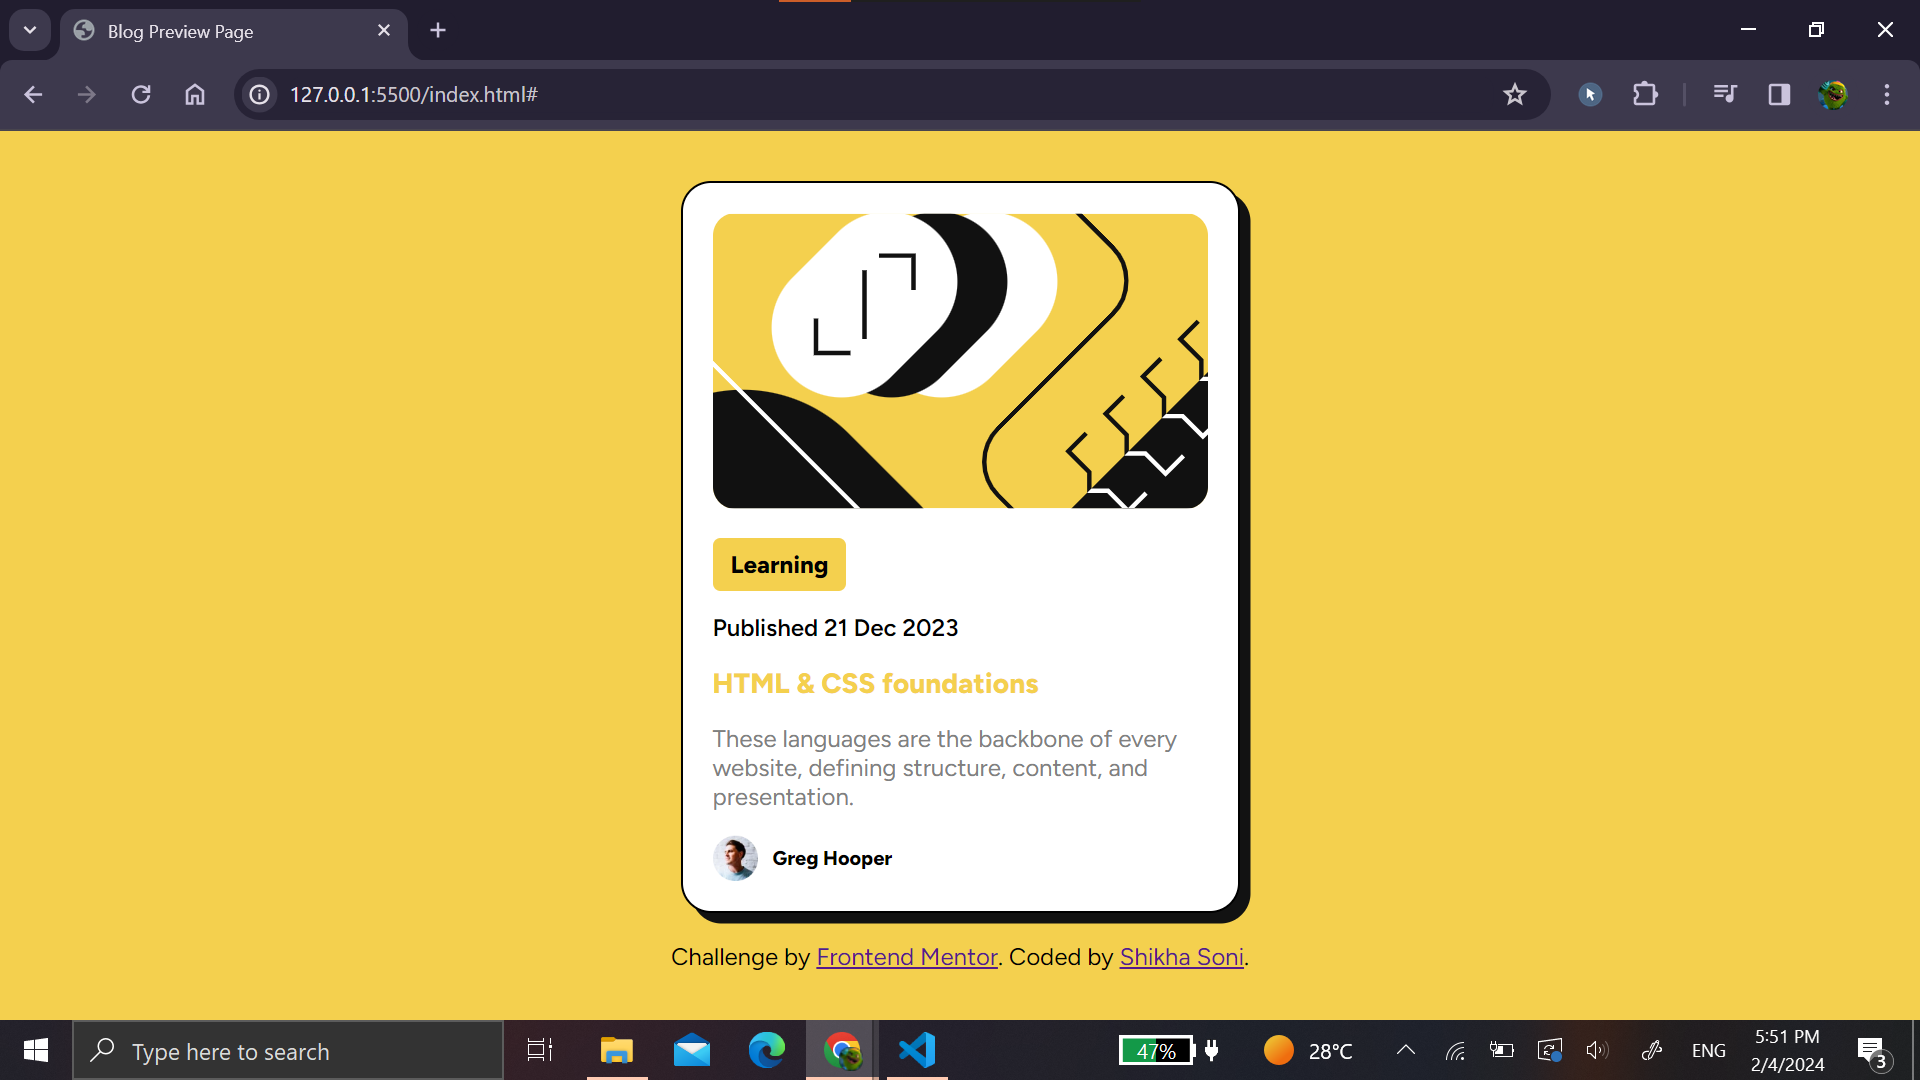 Blog Preview Page
127.0.0.1:5500/index.html#
Learning
Published 21 Dec 2023
HTML & CSS foundations
These languages are the backbone of every
website, defining structure, content, and
presentation.
Greg Hooper
Challenge by Frontend Mentor. Coded by Shikha Soni.
Type here to search
47%
28°C
ENG
5:51 PM
2/4/2024
3